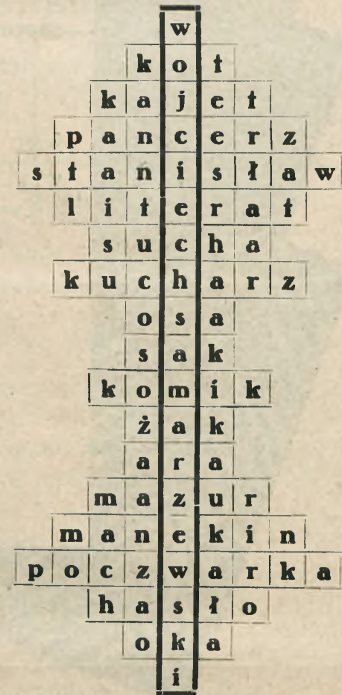 w
kot
kajet
pancerz
stanisław
literat
sucha
kucharz
osa
sak
komik
żak
ara
mazur
manekin
poczwarka
hasło
oka
i